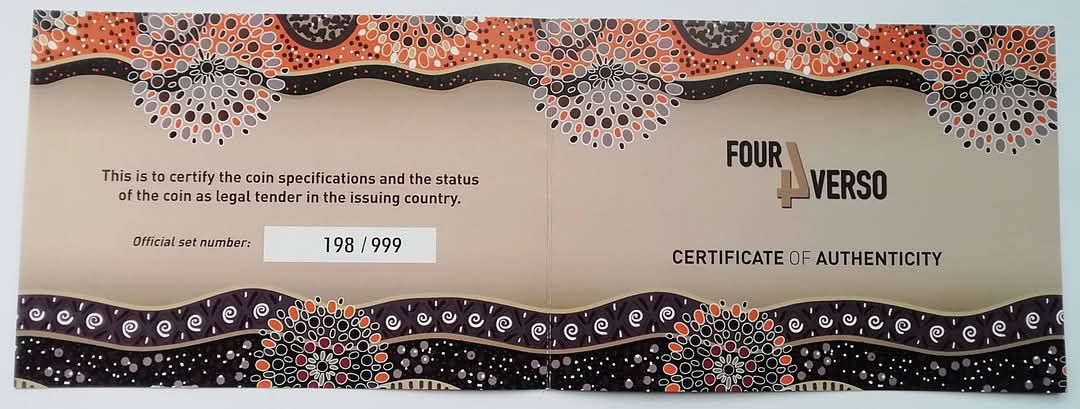 This is to certify the coin specifications and the status
of the coin as legal tender in the issuing country.
Official set number: 198 / 999
FOUR 4 VERSO
CERTIFICATE OF AUTHENTICITY